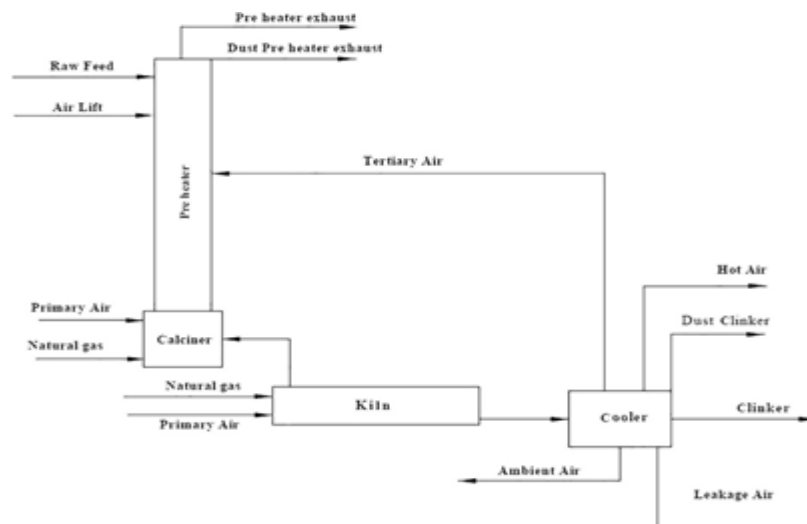 Pre heater exhaust
Dust Pre heater exhaust
Raw Feed
Air Lift
Tertiary Air
Pre heater
Hot Air
Primary Air
Dust Clinker
Calciner
Natural gas
Natural gas
Kiln
Clinker
Cooler
Primary Air
Ambient Air
Leakage Air